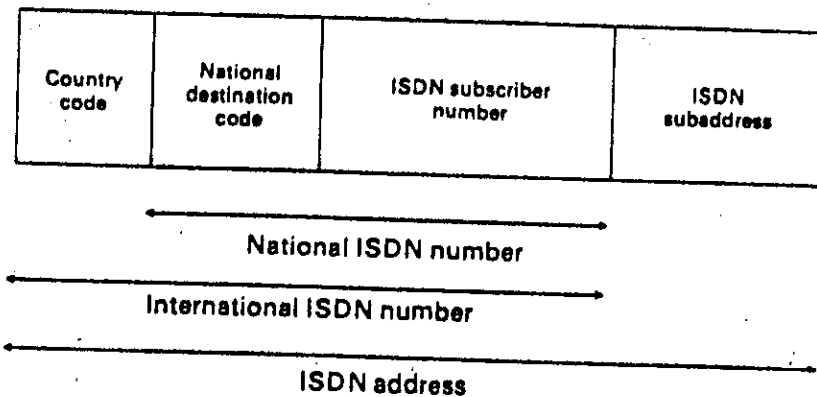 Country
code
National
destination
code
ISDN subscriber
number
ISDN
subaddress
National ISDN number
International ISDN number
ISDN address